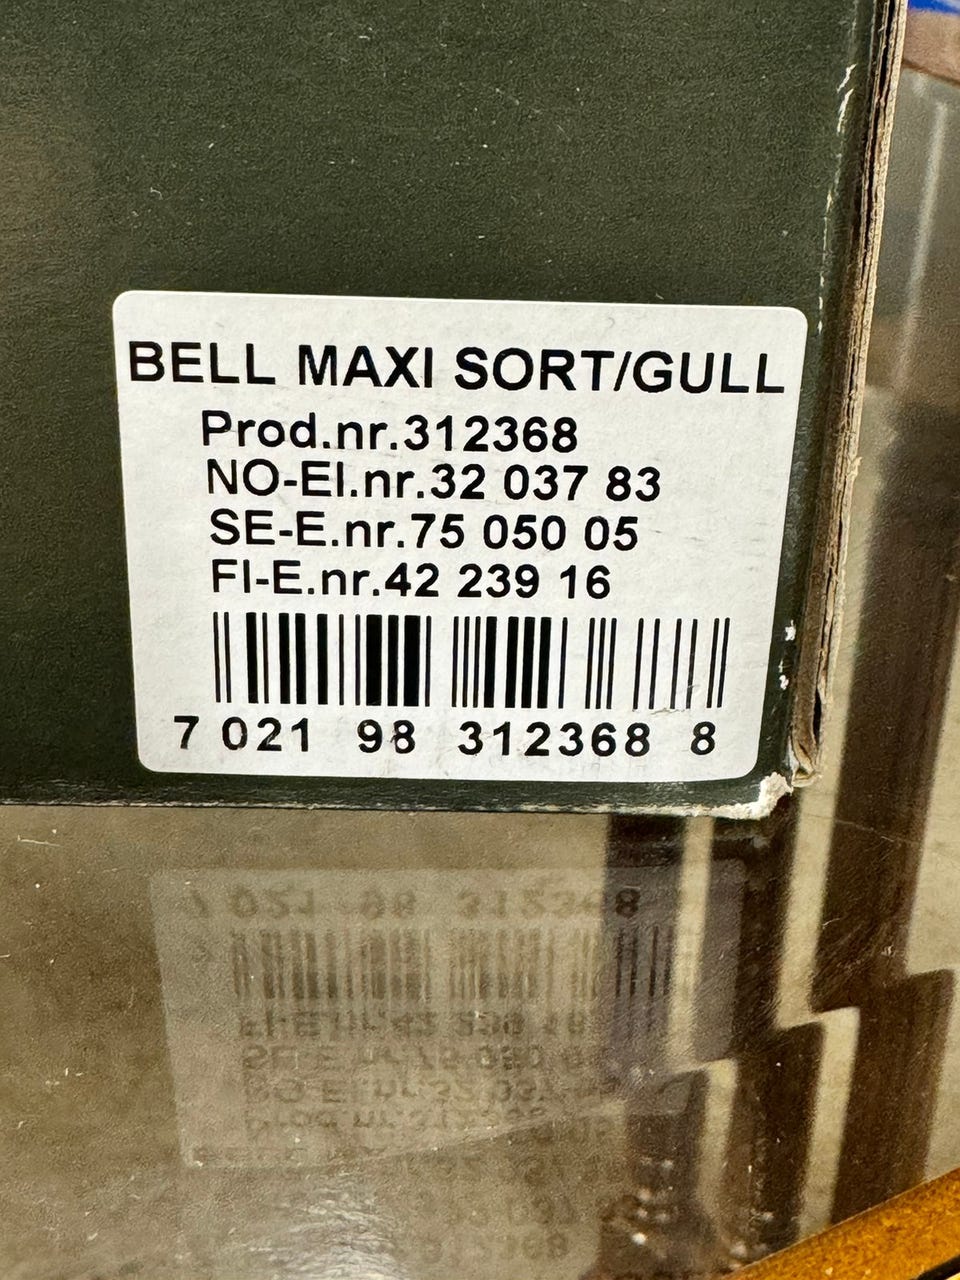 BELL MAXI SORT/GULL
Prod.nr.312368
NO-El.nr.32 037 83
SE-E.nr.75 050 05
FI-E.nr.42 239 16
7 021 98 312368 8